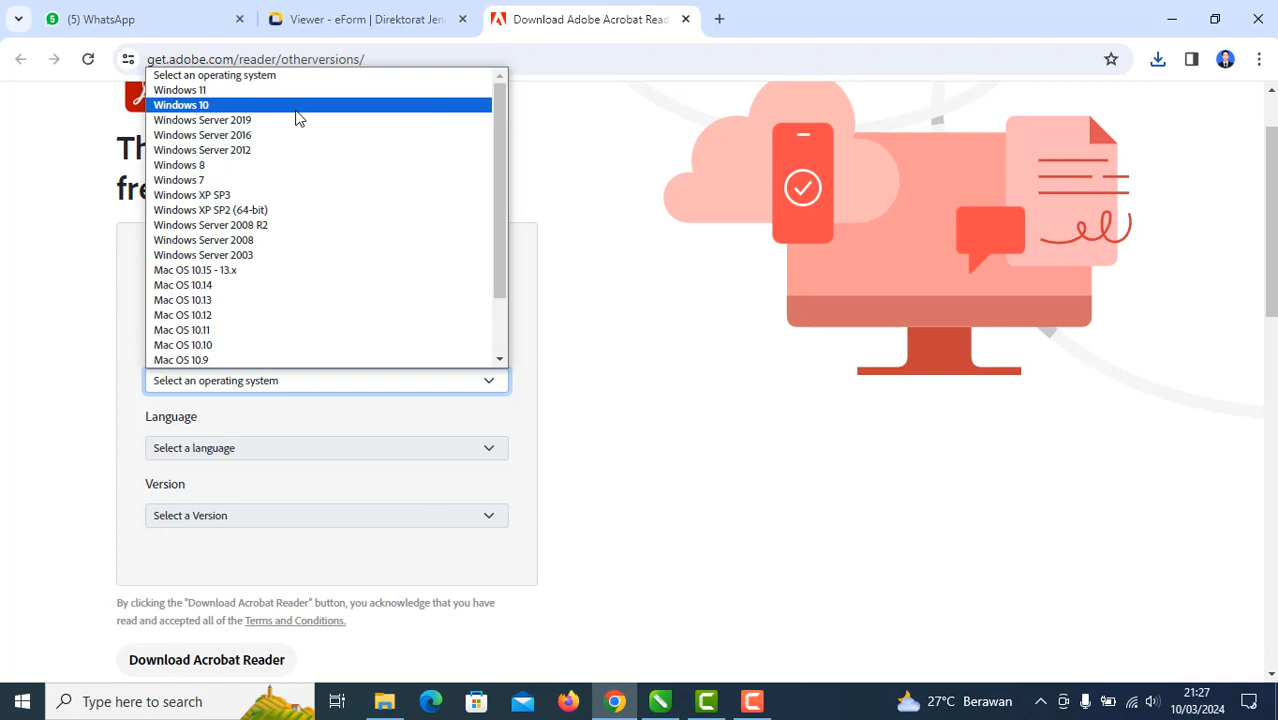 (5) WhatsApp
Viewer - eForm | Direktorat Jen
Download Adobe Acrobat Read
get.adobe.com/reader/otherversions/
Select an operating system
Windows 11
Windows 10
Windows Server 2019
Windows Server 2016
Windows Server 2012
Windows 8
Windows 7
Windows XP SP3
Windows XP SP2 (64-bit)
Windows Server 2008 R2
Windows Server 2008
Windows Server 2003
Mac OS 10.15 - 13.x
Mac OS 10.14
Mac OS 10.13
Mac OS 10.12
Mac OS 10.11
Mac OS 10.10
Mac OS 10.9
Select an operating system
Language
Select a language
Version
Select a Version
By clicking the “Download Acrobat Reader” button, you acknowledge that you have
read and accepted all of the Terms and Conditions.
Download Acrobat Reader
Type here to search
27°C Berawan
21:27
10/03/2024